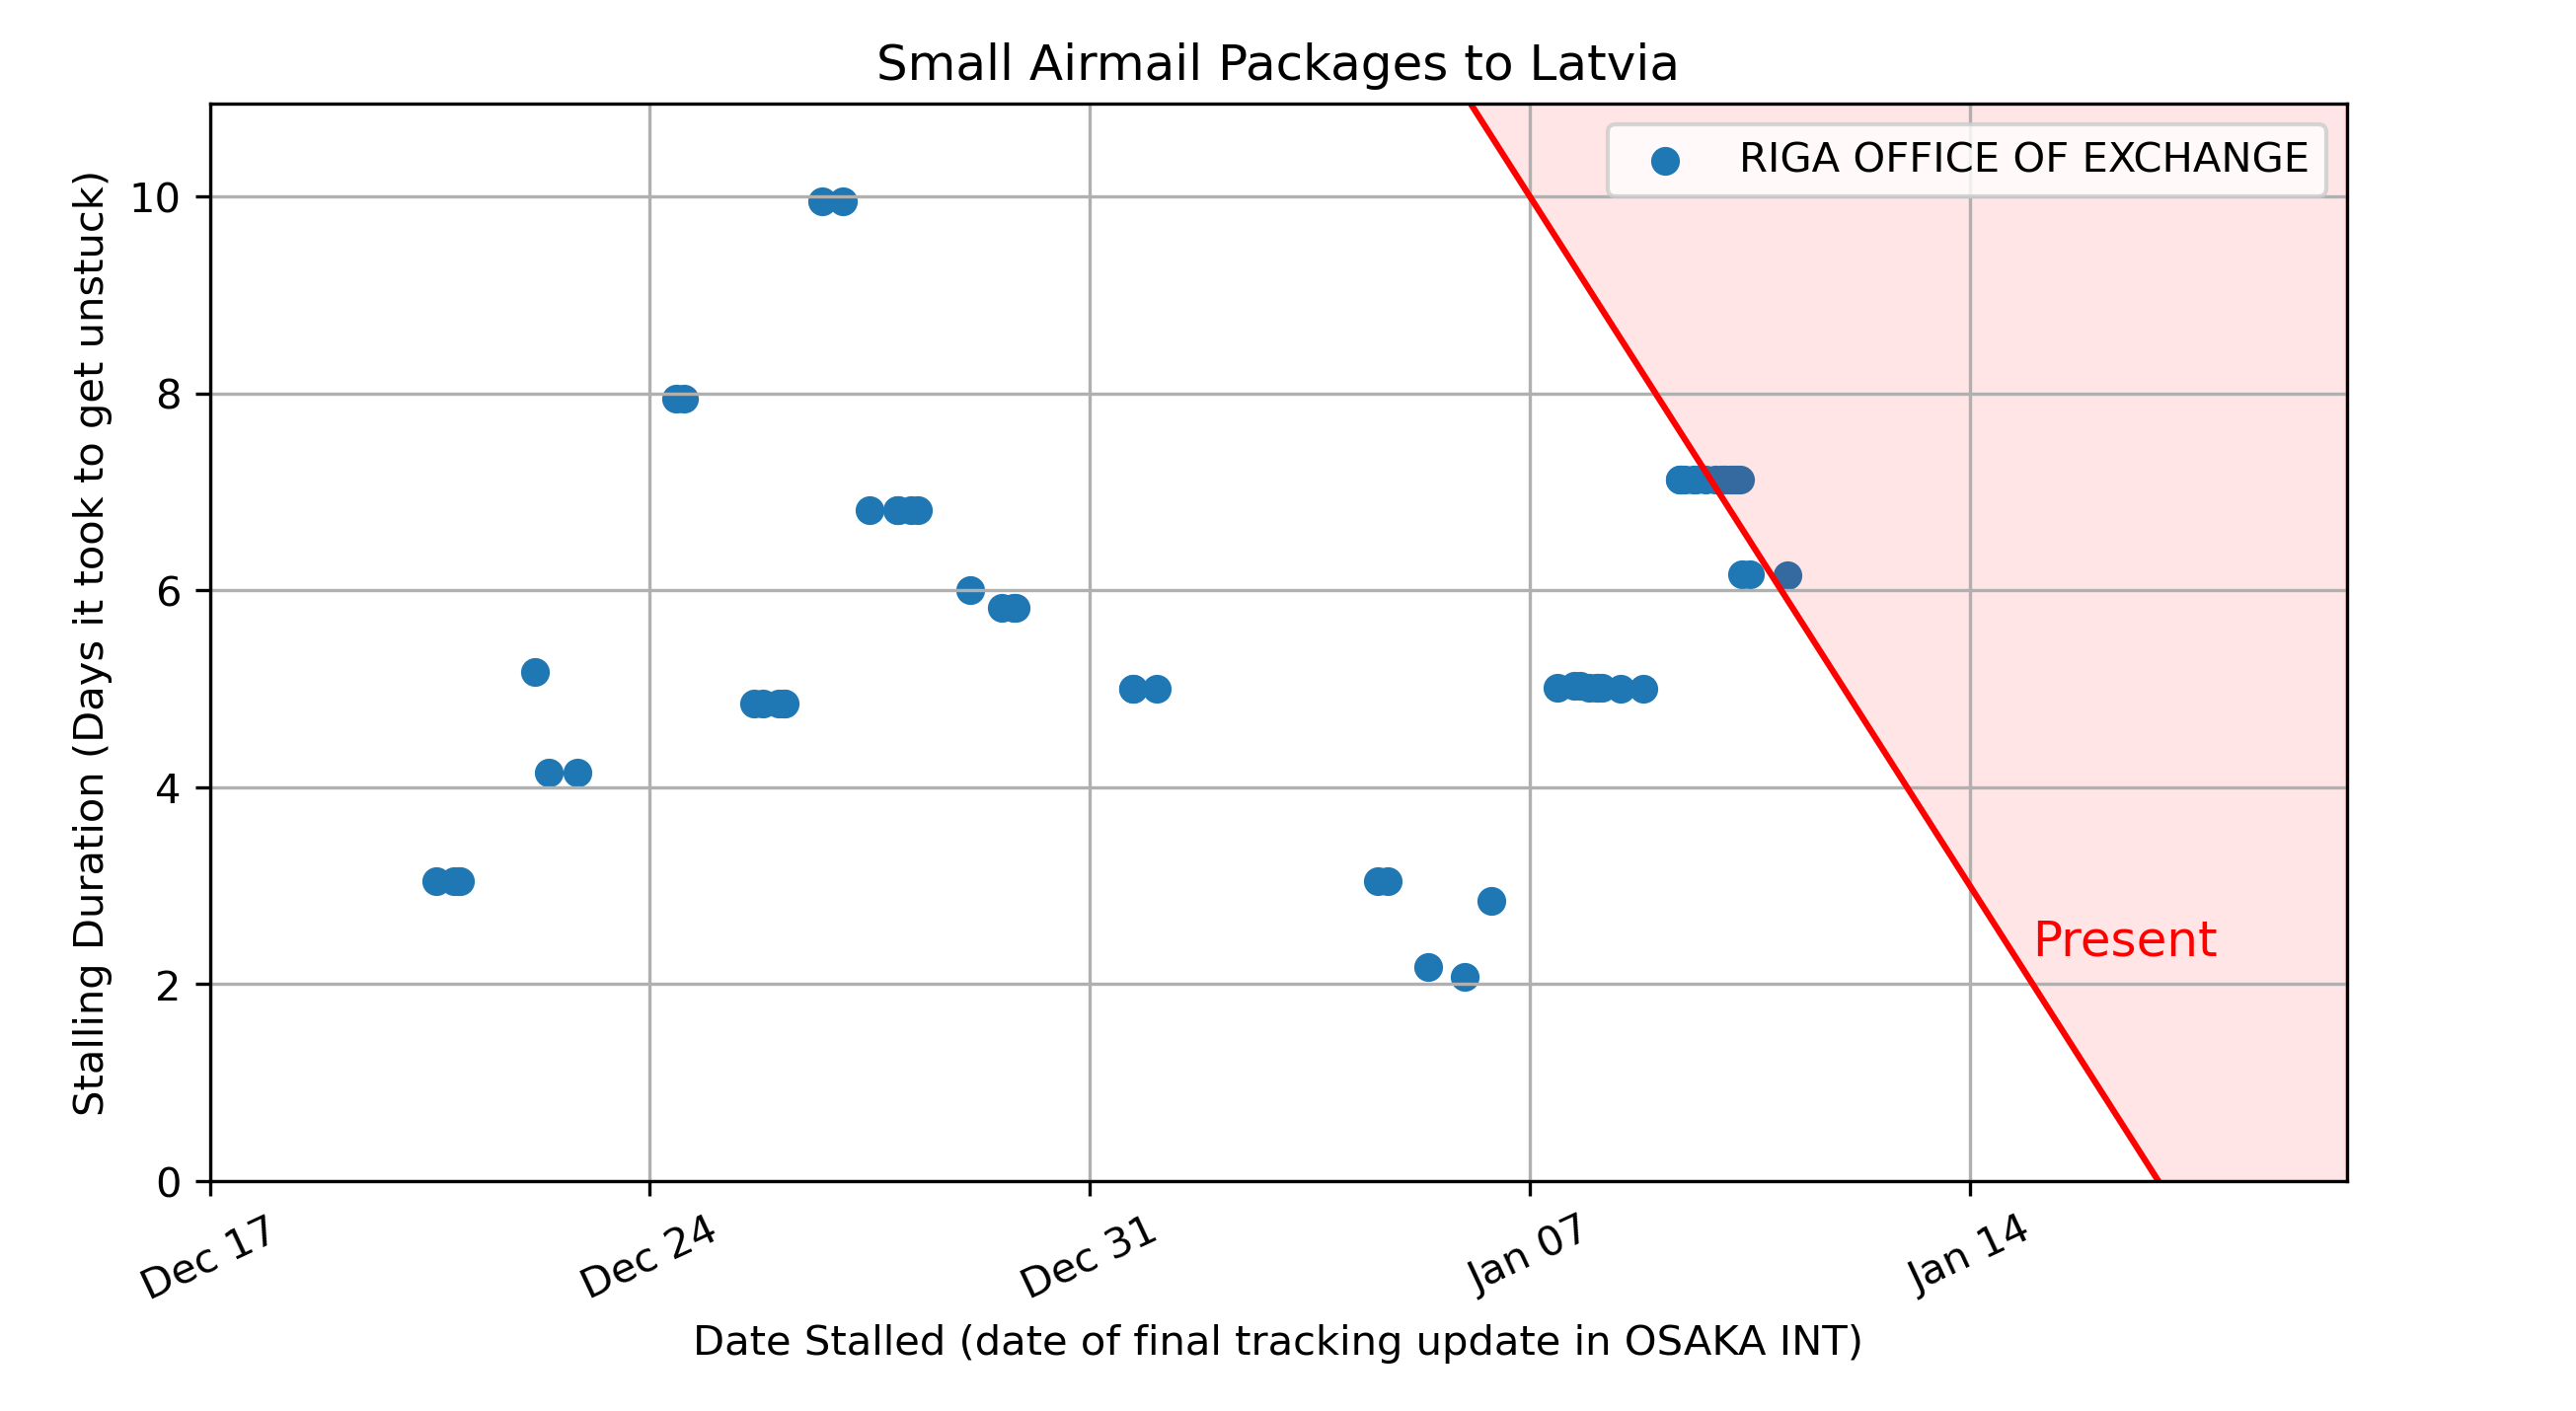 Small Airmail Packages to Latvia
RIGA OFFICE OF EXCHANGE
Stalling Duration (Days it took to get unstuck)
10
8
6
4
2
0
Present
Dec 17
Dec 24
Dec 31
Jan 07
Jan 14
Date Stalled (date of final tracking update in OSAKA INT)